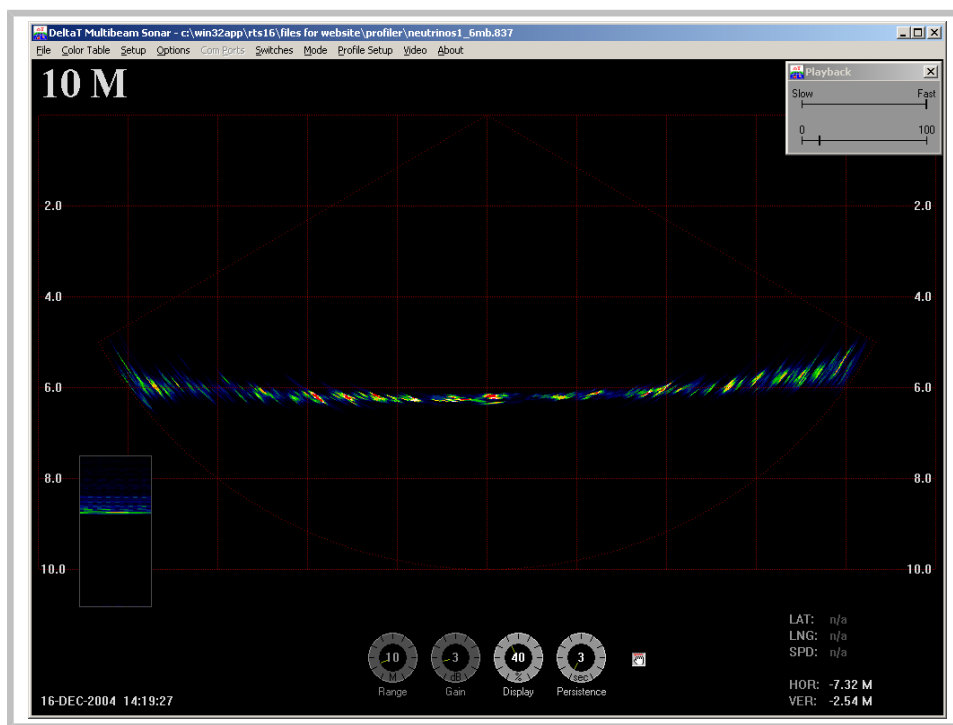 DeltaT Multibeam Sonar - c:\win32app\rts16\files for website\profiler\neutrinos1_6mb.837
File Color Table Setup Options Com Ports Switches Mode Profile Setup Video About
10 M
Playback
Slow Fast
0 100
2.0 2.0
4.0 4.0
6.0 6.0
8.0 8.0
10.0 10.0
LAT: n/a
LNG: n/a
SPD: n/a
10 3 40 3
M dB % (sec)
Range Gain Display Persistence
HOR: -7.32 M
16-DEC-2004 14:19:27
VER: -2.54 M